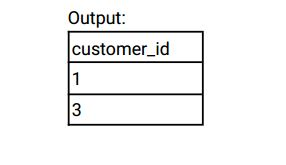 Output:
customer_id
1
3